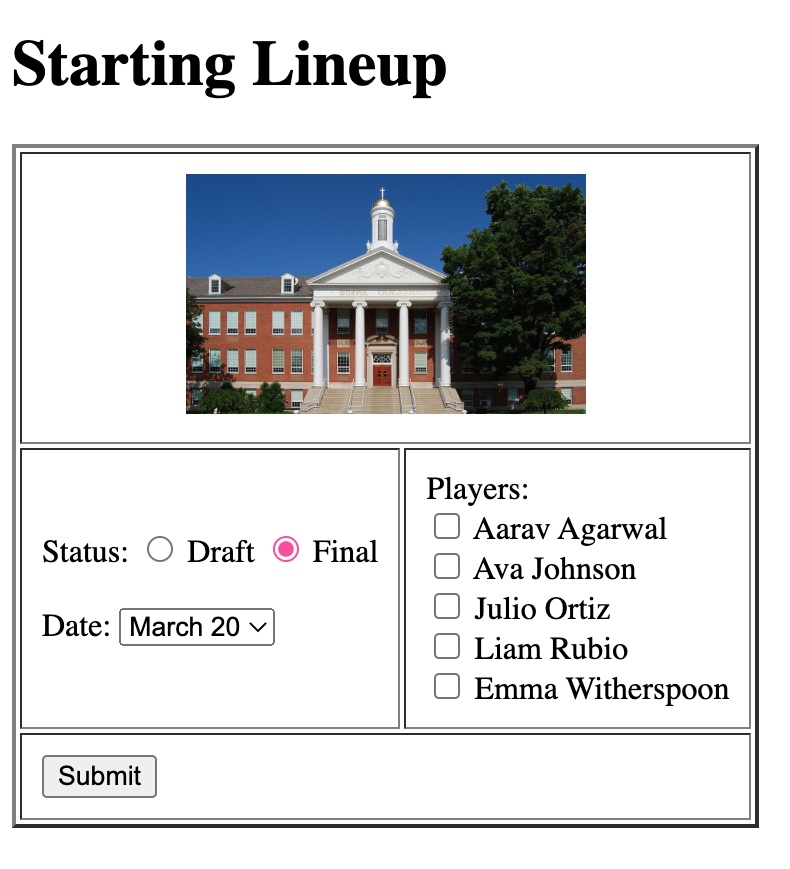 Starting Lineup
Status: Draft Final
Date: March 20
Players:
Aarav Agarwal
Ava Johnson
Julio Ortiz
Liam Rubio
Emma Witherspoon
Submit